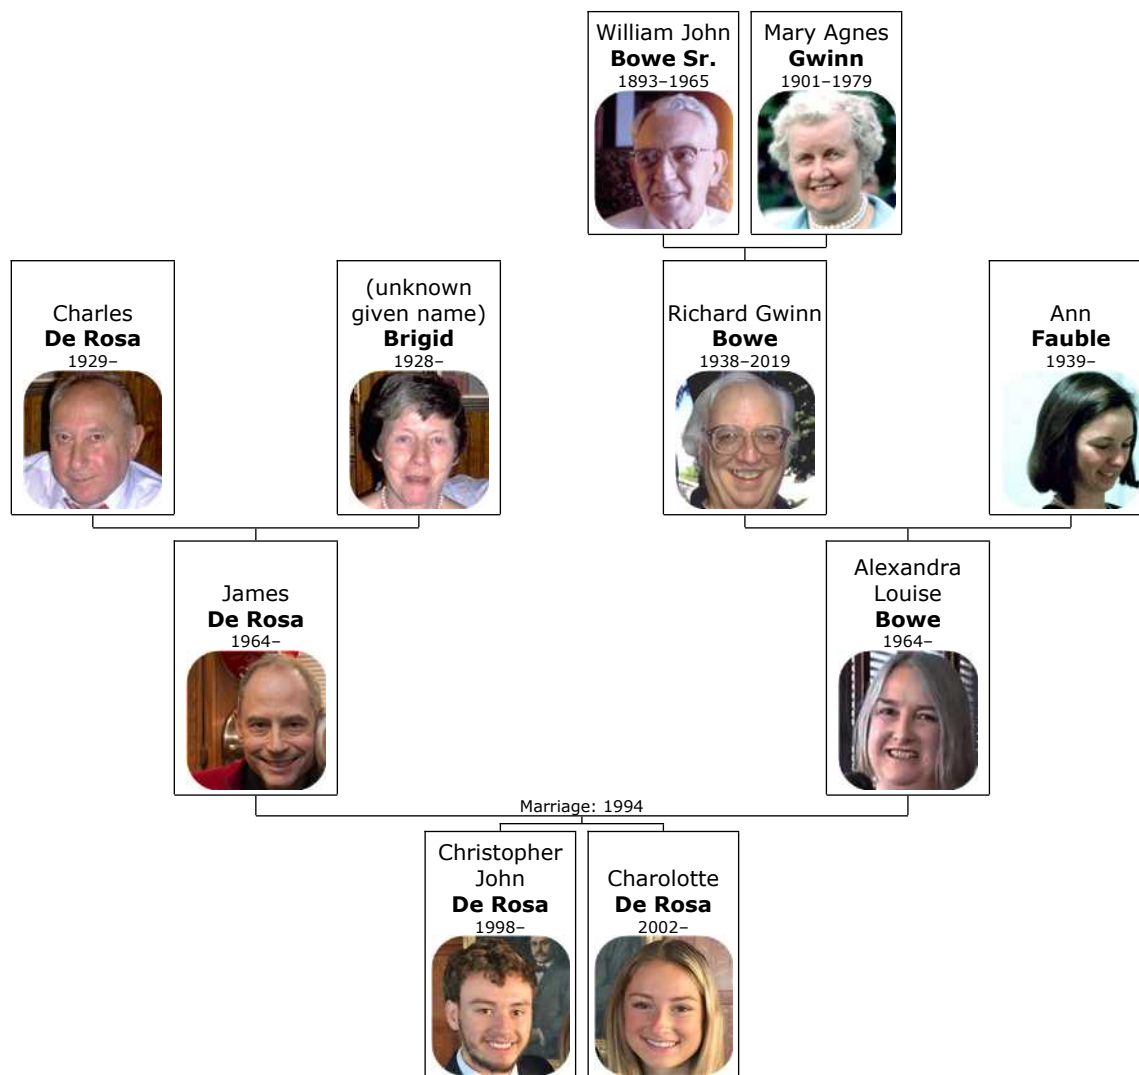 William John
Bowe Sr.
1893–1965
Mary Agnes
Gwinn
1901–1979
Charles
De Rosa
1929–
(unknown
given name)
Brigid
1928–
Richard Gwinn
Bowe
1938–2019
Ann
Fauble
1939–
James
De Rosa
1964–
Alexandra
Louise
Bowe
1964–
Marriage: 1994
Christopher
John
De Rosa
1998–
Charolotte
De Rosa
2002–